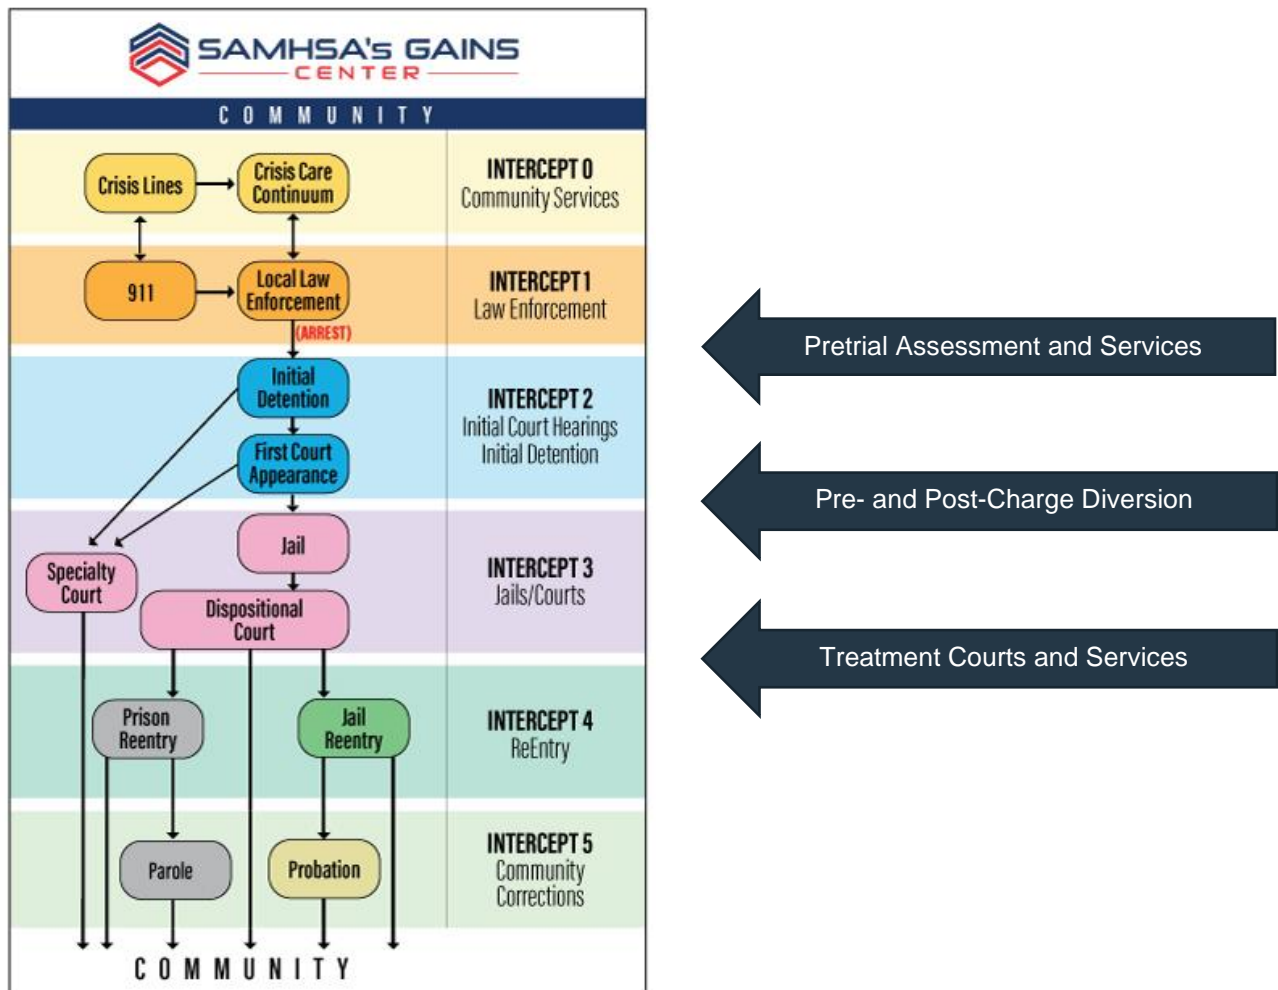 SAMHSA's GAINS
CENTER
COMMUNITY
Crisis Lines
Crisis Care
Continuum
INTERCEPT 0
Community Services
911
Local Law
Enforcement
(ARREST)
INTERCEPT 1
Law Enforcement
Initial
Detention
First Court
Appearance
INTERCEPT 2
Initial Court Hearings
Initial Detention
Specialty
Court
Jail
Dispositional
Court
INTERCEPT 3
Jails/Courts
Prison
Reentry
Jail
Reentry
INTERCEPT 4
ReEntry
Parole
Probation
INTERCEPT 5
Community
Corrections
COMMUNITY
Pretrial Assessment and Services
Pre- and Post-Charge Diversion
Treatment Courts and Services